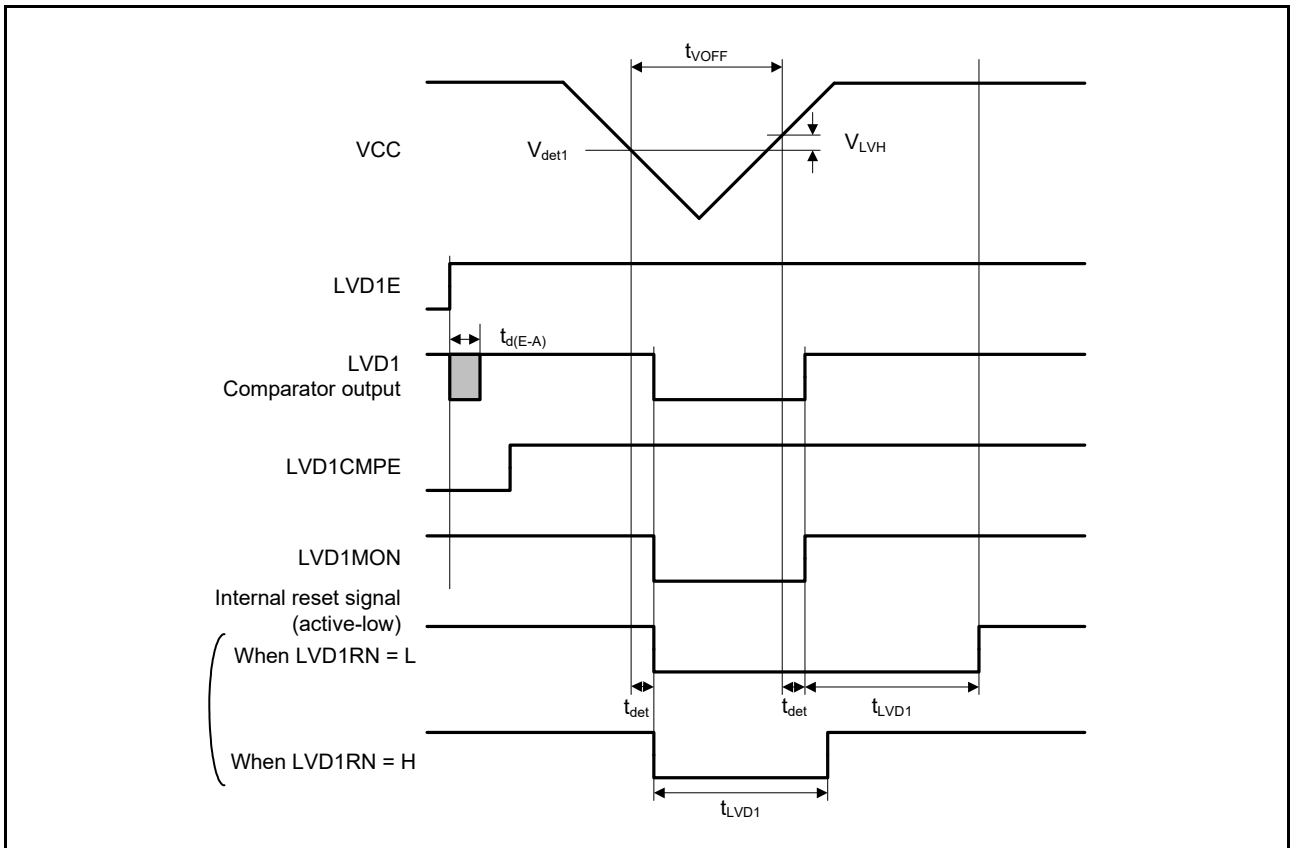 tVOFF
VCC
Vdet1
VLVH
LVD1E
td(E-A)
LVD1
Comparator output
LVD1CMPE
LVD1MON
Internal reset signal
(active-low)
When LVD1RN = L
tdet
tdet
tLVD1
When LVD1RN = H
tLVD1